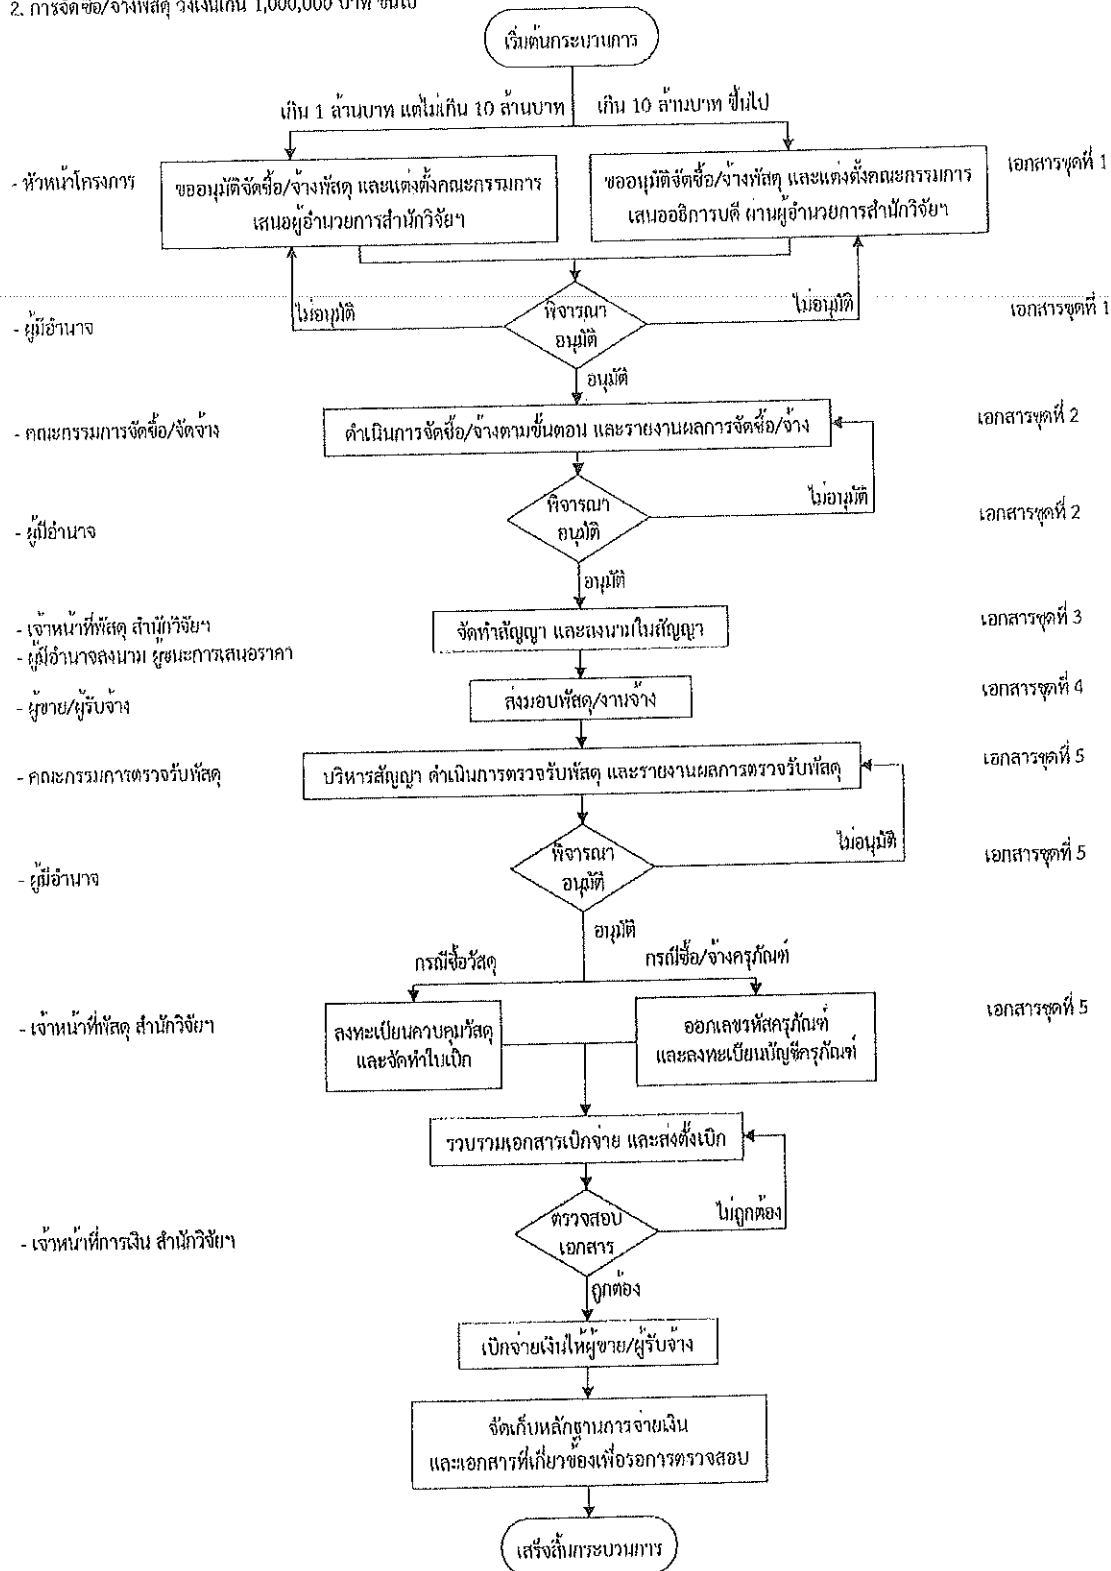 2. การจัดซื้อ/จ้างพัสดุ วงเงินเกิน 1,000,000 บาท ขึ้นไป
เริ่มต้นกระบวนการ
เกิน 1 ล้านบาท แต่ไม่เกิน 10 ล้านบาท
เกิน 10 ล้านบาท ขึ้นไป
- หัวหน้าโครงการ
ขออนุมัติจัดซื้อ/จ้างพัสดุ และแต่งตั้งคณะกรรมการ
เสนอผู้อำนวยการสำนักวิจัยฯ
ขออนุมัติจัดซื้อ/จ้างพัสดุ และแต่งตั้งคณะกรรมการ
เสนออธิการบดี ผ่านผู้อำนวยการสำนักวิจัยฯ
เอกสารชุดที่ 1
- ผู้มีอำนาจ
ไม่อนุมัติ
พิจารณา
อนุมัติ
ไม่อนุมัติ
เอกสารชุดที่ 1
อนุมัติ
- คณะกรรมการจัดซื้อ/จัดจ้าง
ดำเนินการจัดซื้อ/จ้างตามขั้นตอน และรายงานผลการจัดซื้อ/จ้าง
เอกสารชุดที่ 2
- ผู้มีอำนาจ
พิจารณา
อนุมัติ
ไม่อนุมัติ
เอกสารชุดที่ 2
อนุมัติ
- เจ้าหน้าที่พัสดุ สำนักวิจัยฯ
- ผู้มีอำนาจลงนาม ผู้ชนะการเสนอราคา
จัดทำสัญญา และลงนามในสัญญา
เอกสารชุดที่ 3
- ผู้ขาย/ผู้รับจ้าง
ส่งมอบพัสดุ/งานจ้าง
เอกสารชุดที่ 4
- คณะกรรมการตรวจรับพัสดุ
บริหารสัญญา ดำเนินการตรวจรับพัสดุ และรายงานผลการตรวจรับพัสดุ
เอกสารชุดที่ 5
- ผู้มีอำนาจ
พิจารณา
อนุมัติ
ไม่อนุมัติ
เอกสารชุดที่ 5
อนุมัติ
กรณีซื้อวัสดุ
กรณีซื้อ/จ้างครุภัณฑ์
- เจ้าหน้าที่พัสดุ สำนักวิจัยฯ
ลงทะเบียนควบคุมวัสดุ
และจัดทำใบเบิก
ออกเลขรหัสครุภัณฑ์
และลงทะเบียนบัญชีครุภัณฑ์
เอกสารชุดที่ 5
รวบรวมเอกสารเบิกจ่าย และส่งตั้งเบิก
- เจ้าหน้าที่การเงิน สำนักวิจัยฯ
ตรวจสอบ
เอกสาร
ไม่ถูกต้อง
ถูกต้อง
เบิกจ่ายเงินให้ผู้ขาย/ผู้รับจ้าง
จัดเก็บหลักฐานการจ่ายเงิน
และเอกสารที่เกี่ยวข้องเพื่อรอการตรวจสอบ
เสร็จสิ้นกระบวนการ